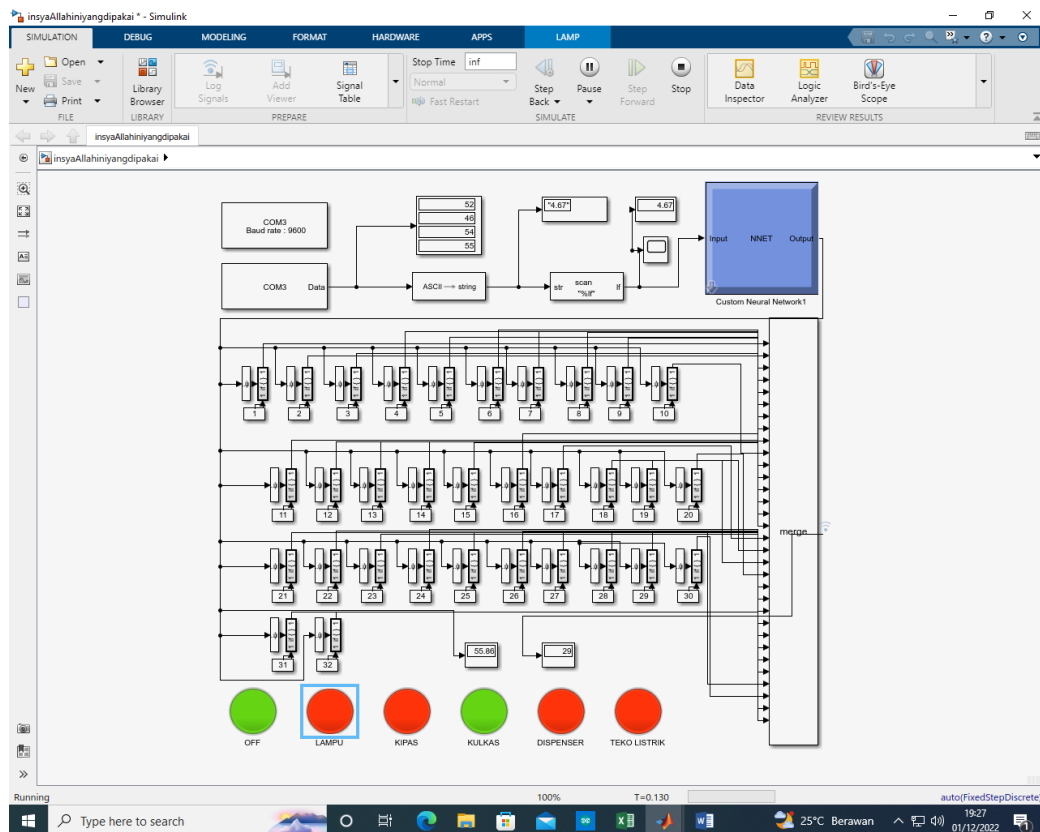 insyaAllahiniyangdipakai * - Simulink
SIMULATION DEBUG MODELING FORMAT HARDWARE APPS LAMP
New
Open
Save
Print
FILE
Library Browser
LIBRARY
Log Signals
Add Viewer
Signal Table
PREPARE
Stop Time inf
Normal
Fast Restart
Step Back
Pause
Step Forward
Stop
SIMULATE
Data Inspector
Logic Analyzer
Bird's-Eye Scope
REVIEW RESULTS
insyaAllahiniyangdipakai
insyaAllahiniyangdipakai
COM3
Baud rate : 9600
52
46
54
55
"4.67"
4.67
COM3 Data
ASCII → string
str scan "%lf" lf
Input NNET Output
Custom Neural Network1
1 2 3 4 5 6 7 8 9 10
11 12 13 14 15 16 17 18 19 20
merge
21 22 23 24 25 26 27 28 29 30
31 32
55.86
29
OFF LAMPU KIPAS KULKAS DISPENSER TEKO LISTRIK
Running 100% T=0.130 auto(FixedStepDiscrete)
Type here to search
25°C Berawan
19:27
01/12/2022